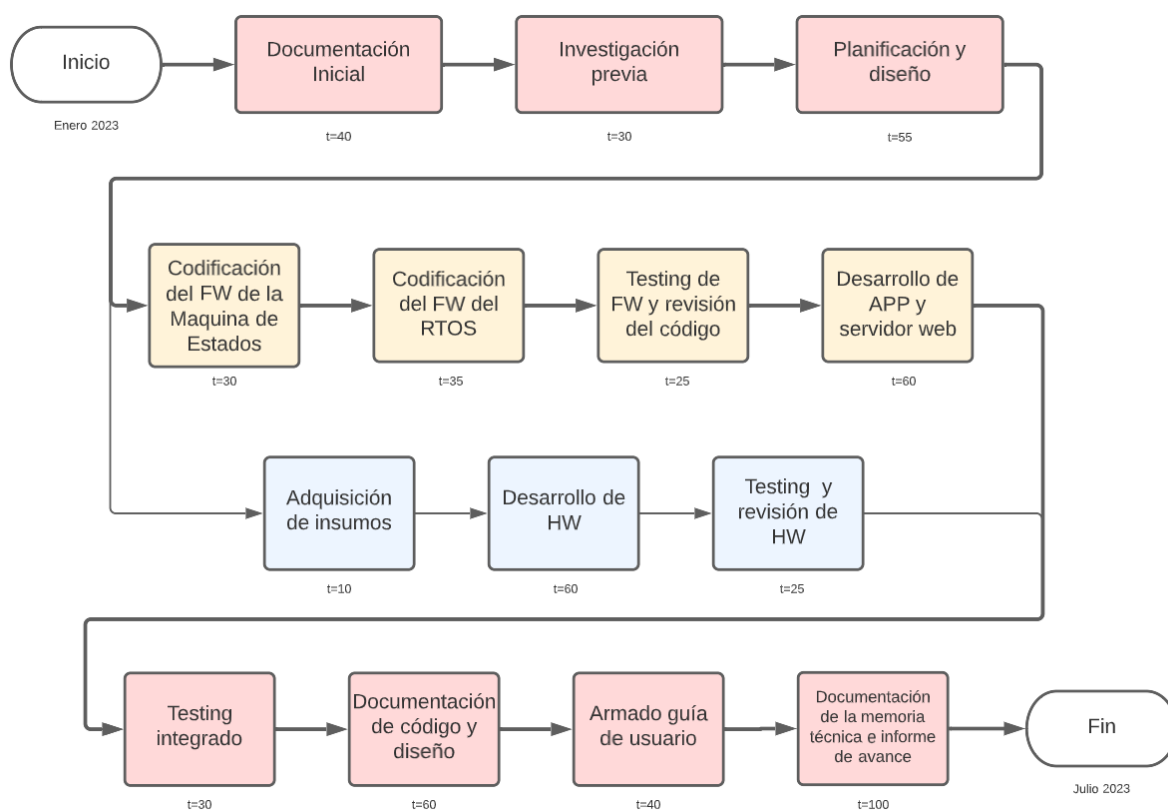 Inicio
Enero 2023
Documentación
Inicial
t=40
Investigación
previa
t=30
Planificación y
diseño
t=55
Codificación
del FW de la
Maquina de
Estados
t=30
Codificación
del FW del
RTOS
t=35
Testing de
FW y revisión
del código
t=25
Desarrollo de
APP y
servidor web
t=60
Adquisición
de insumos
t=10
Desarrollo de
HW
t=60
Testing y
revisión de
HW
t=25
Testing
integrado
t=30
Documentación
de código y
diseño
t=60
Armado guía
de usuario
t=40
Documentación
de la memoria
técnica e informe
de avance
t=100
Fin
Julio 2023